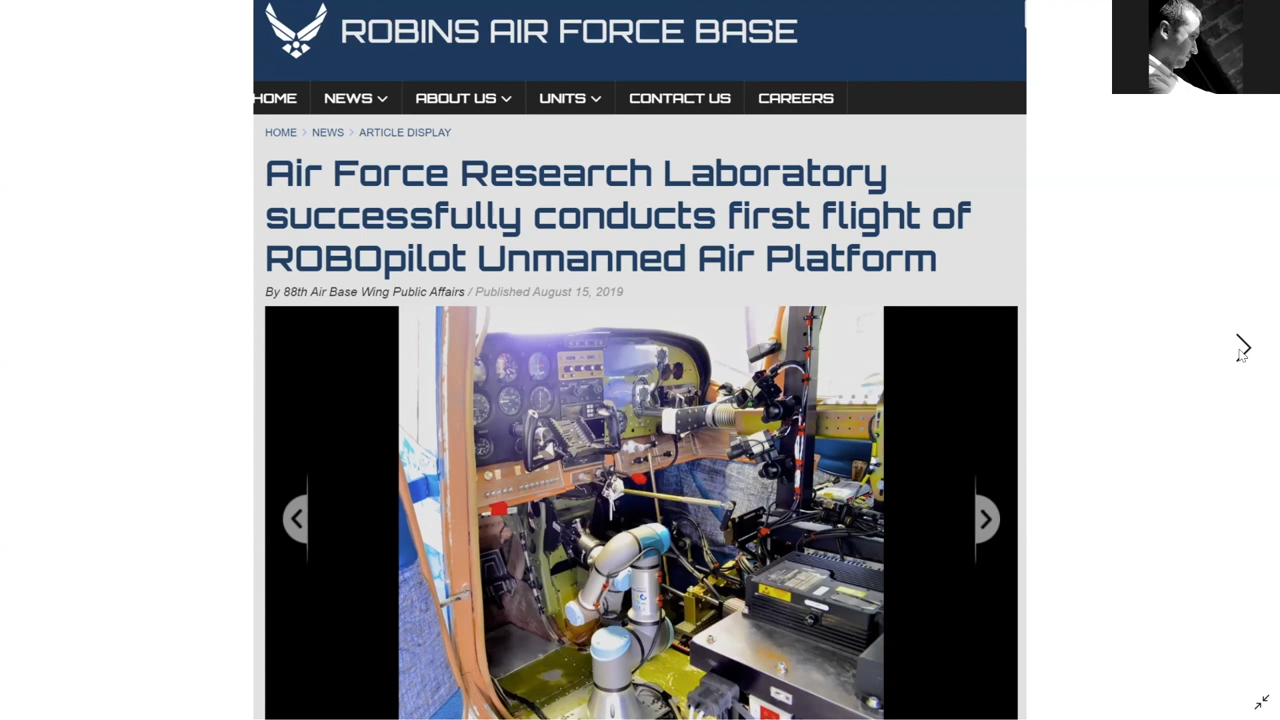 ROBINS AIR FORCE BASE
HOME NEWS ABOUT US UNITS CONTACT US CAREERS
HOME > NEWS > ARTICLE DISPLAY
Air Force Research Laboratory
successfully conducts first flight of
ROBOpilot Unmanned Air Platform
By 88th Air Base Wing Public Affairs / Published August 15, 2019